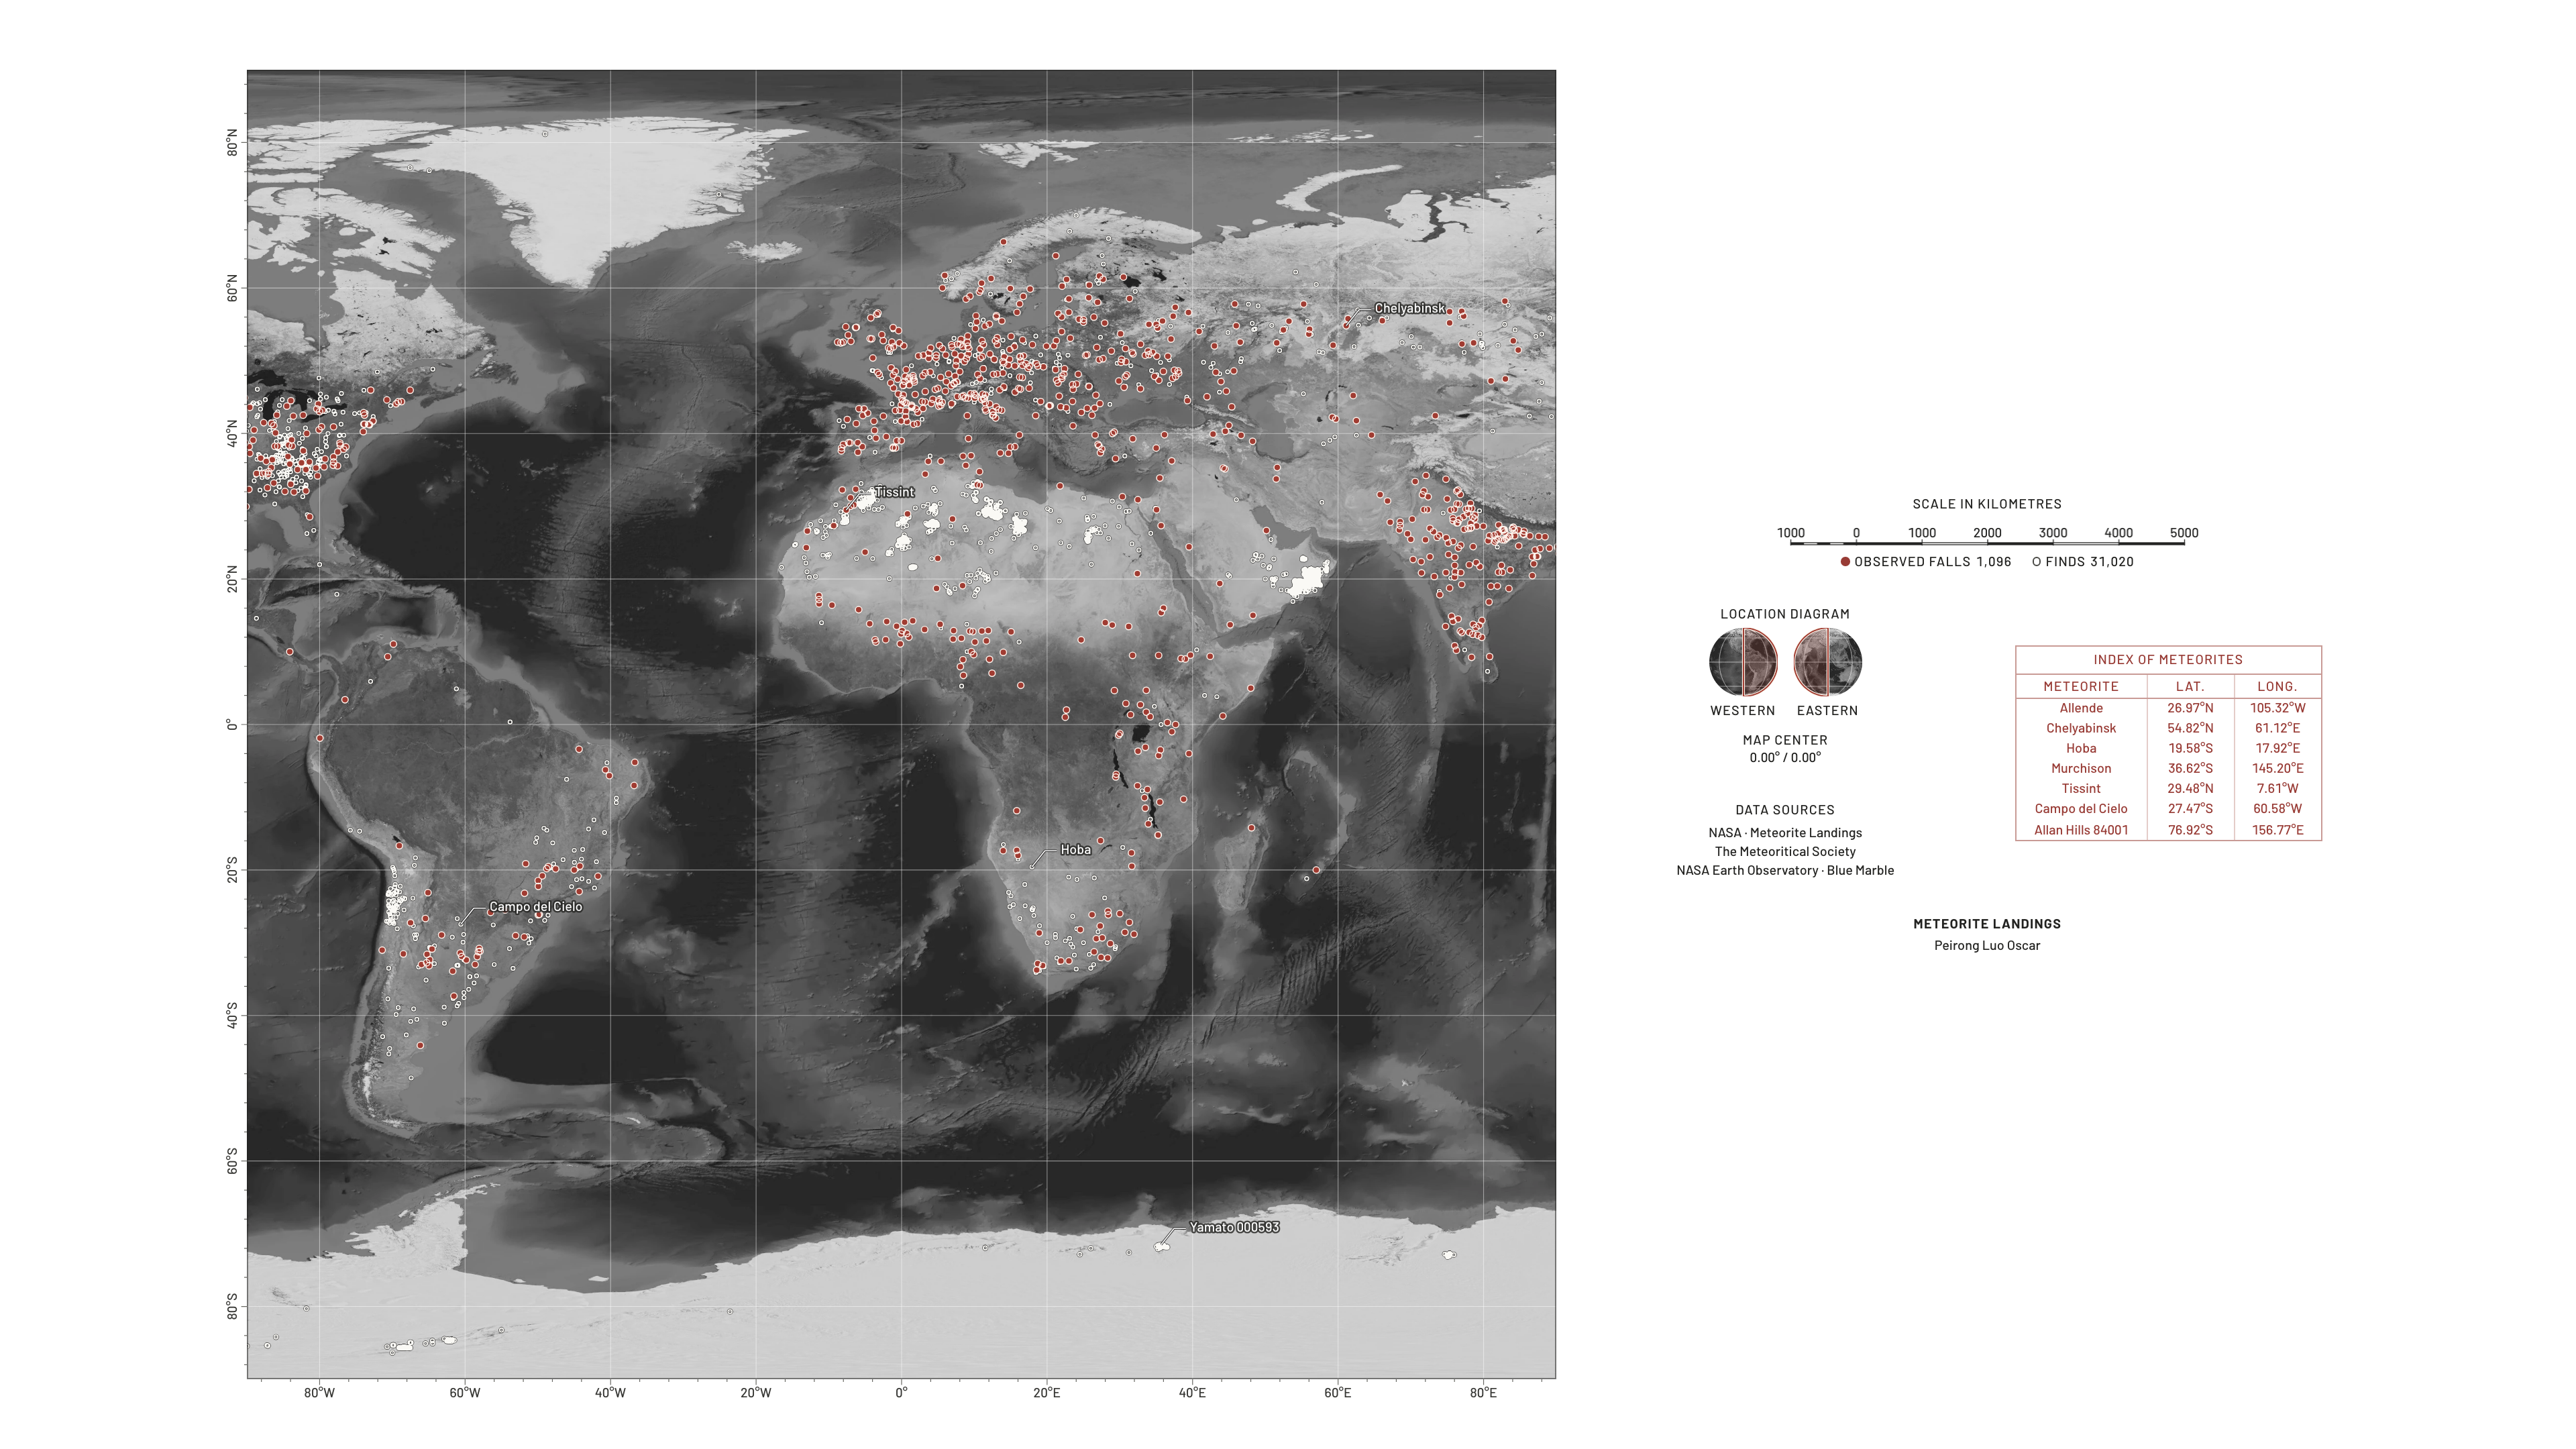 80°N
60°N
40°N
20°N
0°
20°S
40°S
60°S
80°S
80°W
60°W
40°W
20°W
0°
20°E
40°E
60°E
80°E
Chelyabinsk
Tissint
Hoba
Campo del Cielo
Yamato 000593
SCALE IN KILOMETRES
1000 0 1000 2000 3000 4000 5000
OBSERVED FALLS 1,096 FINDS 31,020
LOCATION DIAGRAM
WESTERN EASTERN
MAP CENTER
0.00° / 0.00°
DATA SOURCES
NASA · Meteorite Landings
The Meteoritical Society
NASA Earth Observatory · Blue Marble
INDEX OF METEORITES
METEORITE LAT. LONG.
Allende 26.97°N 105.32°W
Chelyabinsk 54.82°N 61.12°E
Hoba 19.58°S 17.92°E
Murchison 36.62°S 145.20°E
Tissint 29.48°N 7.61°W
Campo del Cielo 27.47°S 60.58°W
Allan Hills 84001 76.92°S 156.77°E
METEORITE LANDINGS
Peirong Luo Oscar